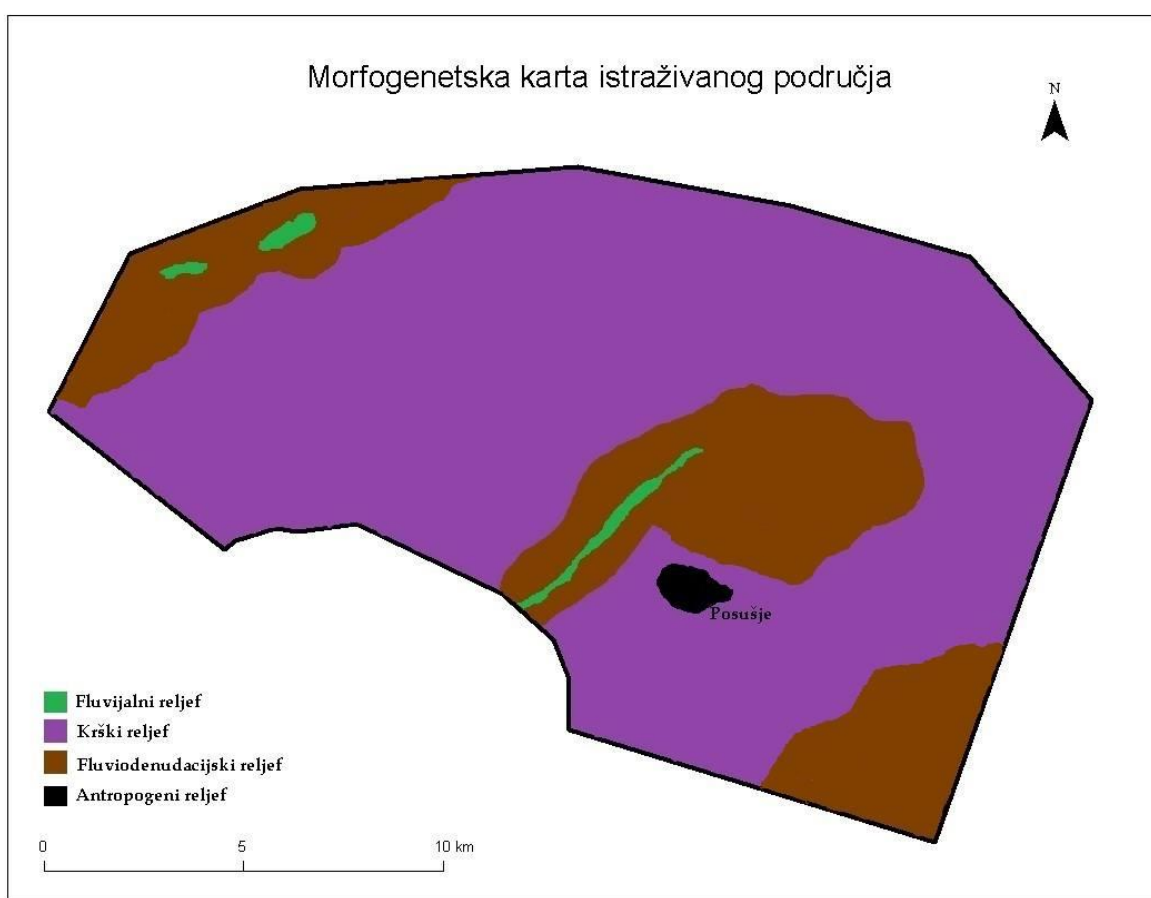 Morfogenetska karta istraživanog područja
N
Posušje
Fluvijalni reljef
Krški reljef
Fluviodenudacijski reljef
Antropogeni reljef
0 5 10 km